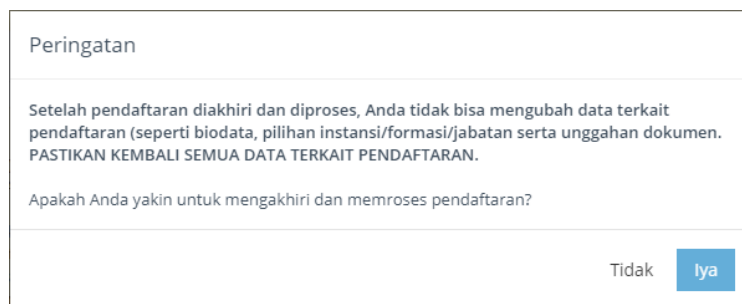 Peringatan
Setelah pendaftaran diakhiri dan diproses, Anda tidak bisa mengubah data terkait
pendaftaran (seperti biodata, pilihan instansi/formasi/jabatan serta unggahan dokumen.
PASTIKAN KEMBALI SEMUA DATA TERKAIT PENDAFTARAN.
Apakah Anda yakin untuk mengakhiri dan memroses pendaftaran?
Tidak
Iya